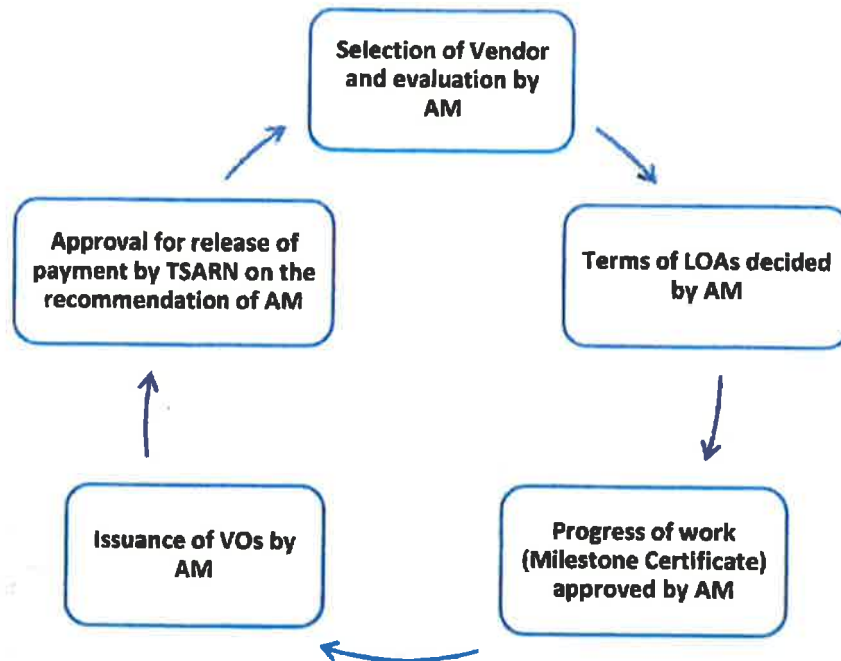 Selection of Vendor
and evaluation by
AM
Terms of LOAs decided
by AM
Progress of work
(Milestone Certificate)
approved by AM
Issuance of VOs by
AM
Approval for release of
payment by TSARN on the
recommendation of AM